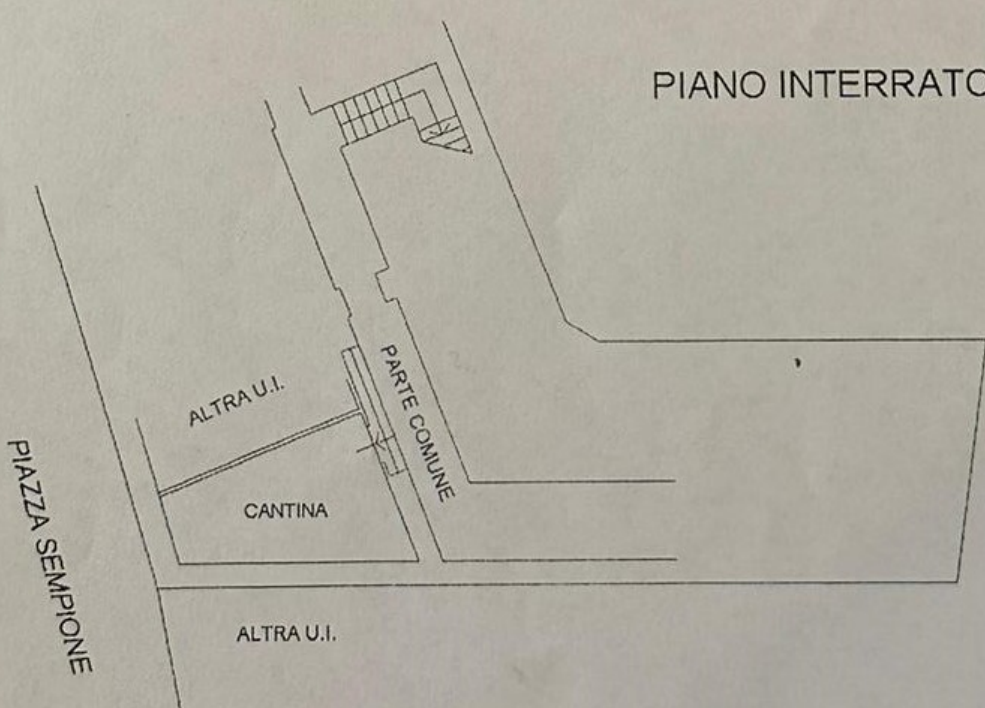 PIANO INTERRATO
ALTRA U.I.
PARTE COMUNE
CANTINA
PIAZZA SEMPIONE
ALTRA U.I.